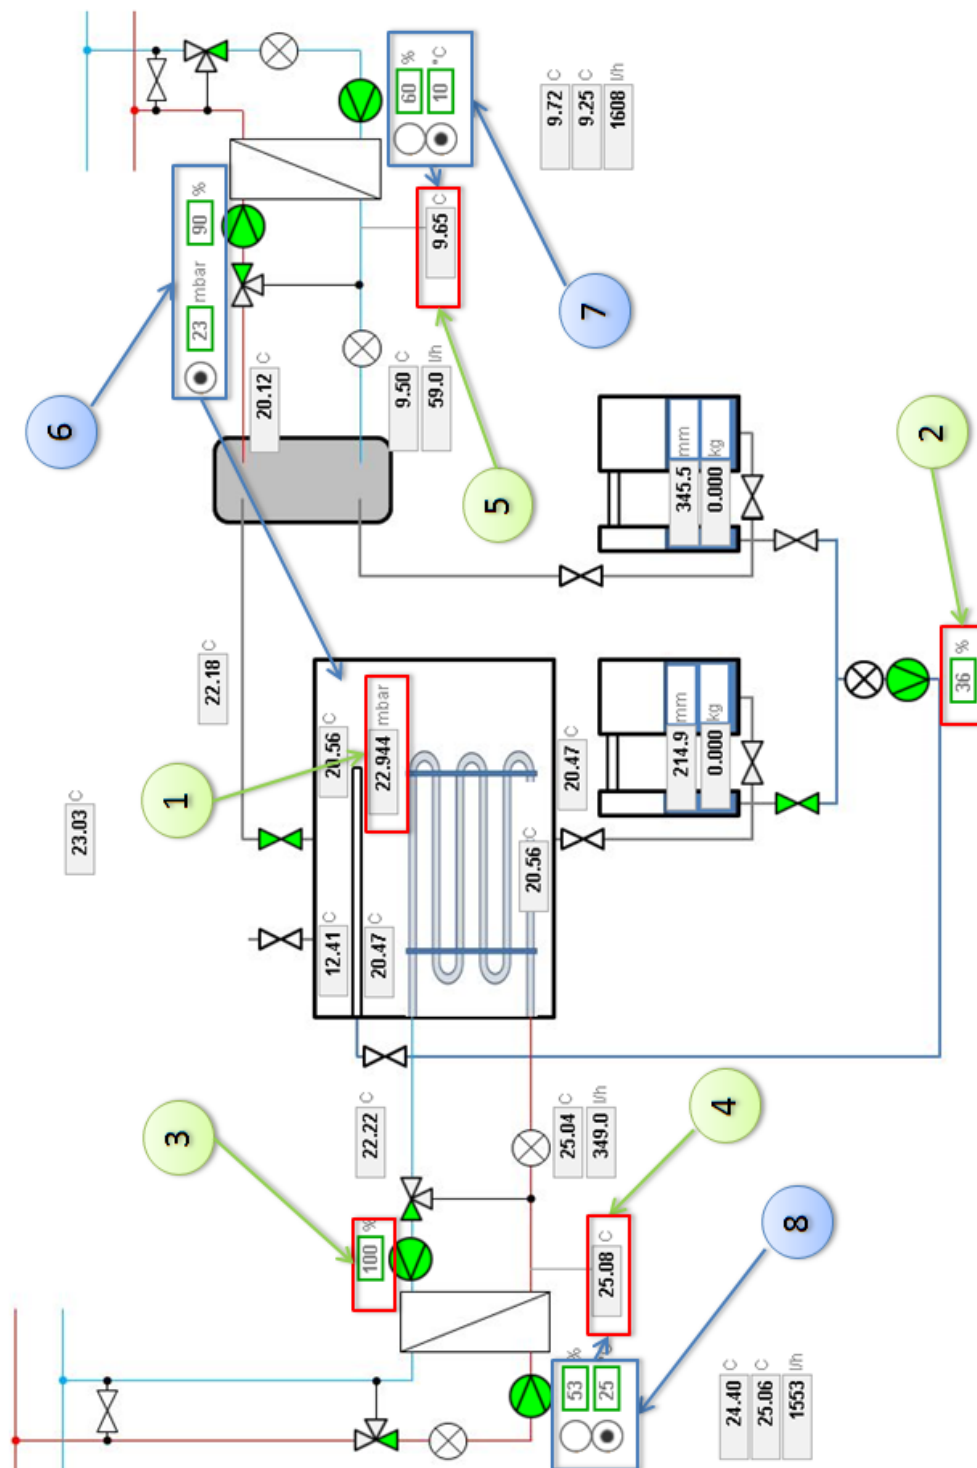 6
23.03 C
3
1
23 mbar 90 %
22.18 C
20.12 C
12.41 C
20.56 C
100 %
22.22 C
20.47 C
22.944 mbar
9.50 C
59.0 l/h
60 %
10 °C
9.65 C
5
20.56 C
9.72 C
9.25 C
1608 l/h
25.04 C
349.0 l/h
20.47 C
53 %
25
7
25.08 C
214.9 mm
0.000 kg
345.5 mm
0.000 kg
4
24.40 C
25.06 C
1553 l/h
8
2
36 %